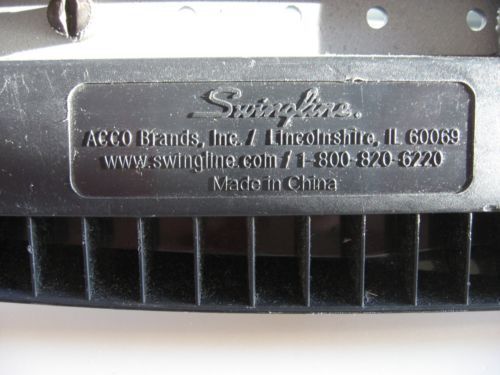 Swingline.
ACCO Brands, Inc. / Lincolnshire, IL 60069
www.swingline.com / 1-800-820-6220
Made in China